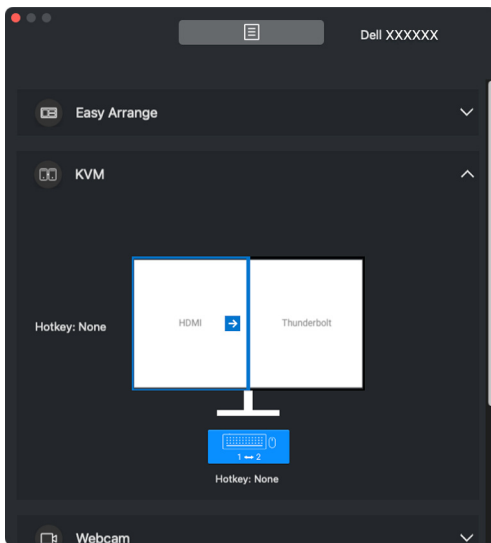 Dell XXXXXX
Easy Arrange
KVM
Hotkey: None
HDMI
Thunderbolt
1 ↔ 2
Hotkey: None
Webcam